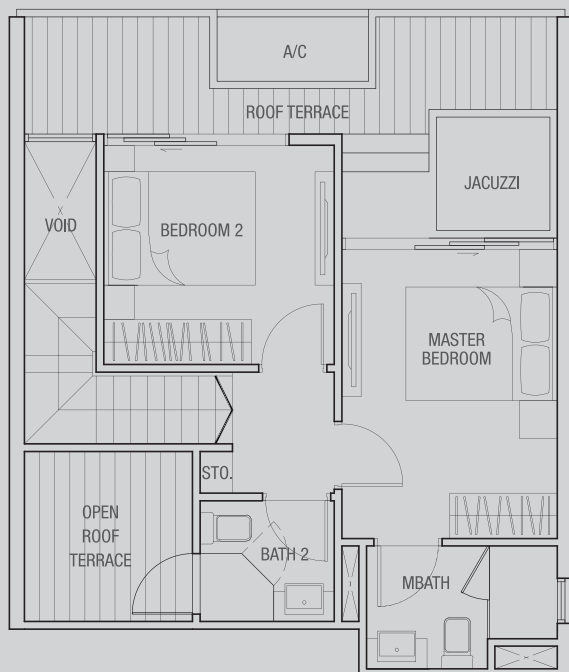 A/C
ROOF TERRACE
JACUZZI
VOID
BEDROOM 2
MASTER
BEDROOM
STO.
OPEN
ROOF
TERRACE
BATH 2
MBATH